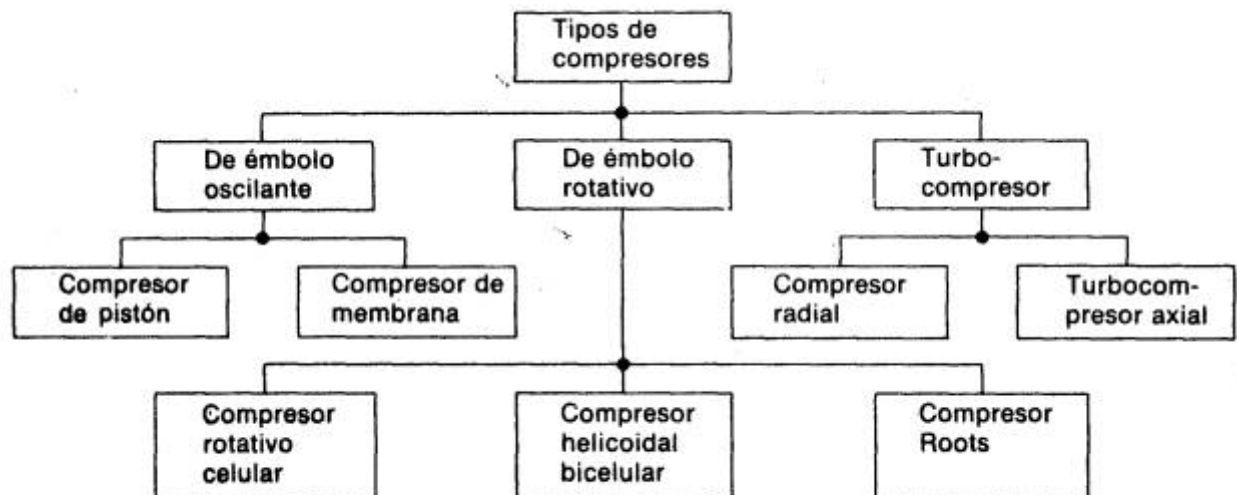 Tipos de
compresores
De émbolo
oscilante
De émbolo
rotativo
Turbo-
compresor
Compresor
de pistón
Compresor de
membrana
Compresor
radial
Turbocom-
presor axial
Compresor
rotativo
celular
Compresor
helicoidal
bicelular
Compresor
Roots